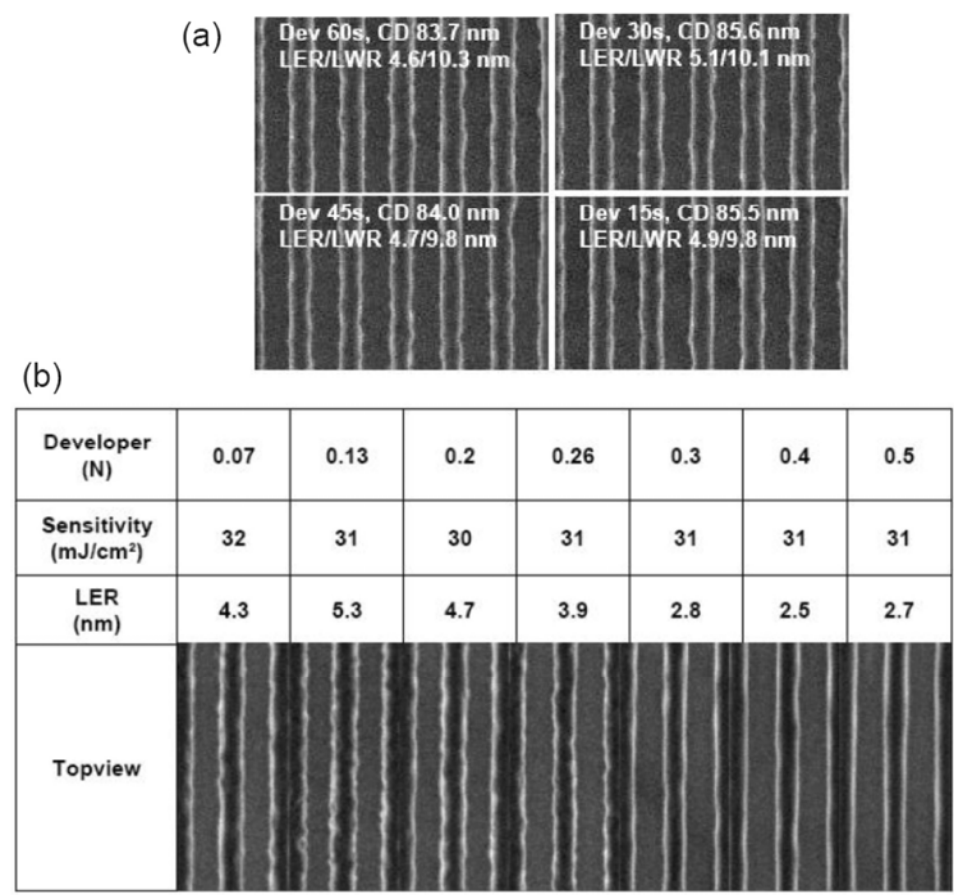 (a)
Dev 60s, CD 83.7 nm
LER/LWR 4.6/10.3 nm
Dev 30s, CD 85.6 nm
LER/LWR 5.1/10.1 nm
Dev 45s, CD 84.0 nm
LER/LWR 4.7/9.8 nm
Dev 15s, CD 85.5 nm
LER/LWR 4.9/9.8 nm
(b)
Developer
(N)
0.07 0.13 0.2 0.26 0.3 0.4 0.5
Sensitivity
(mJ/cm²)
32 31 30 31 31 31 31
LER
(nm)
4.3 5.3 4.7 3.9 2.8 2.5 2.7
Topview